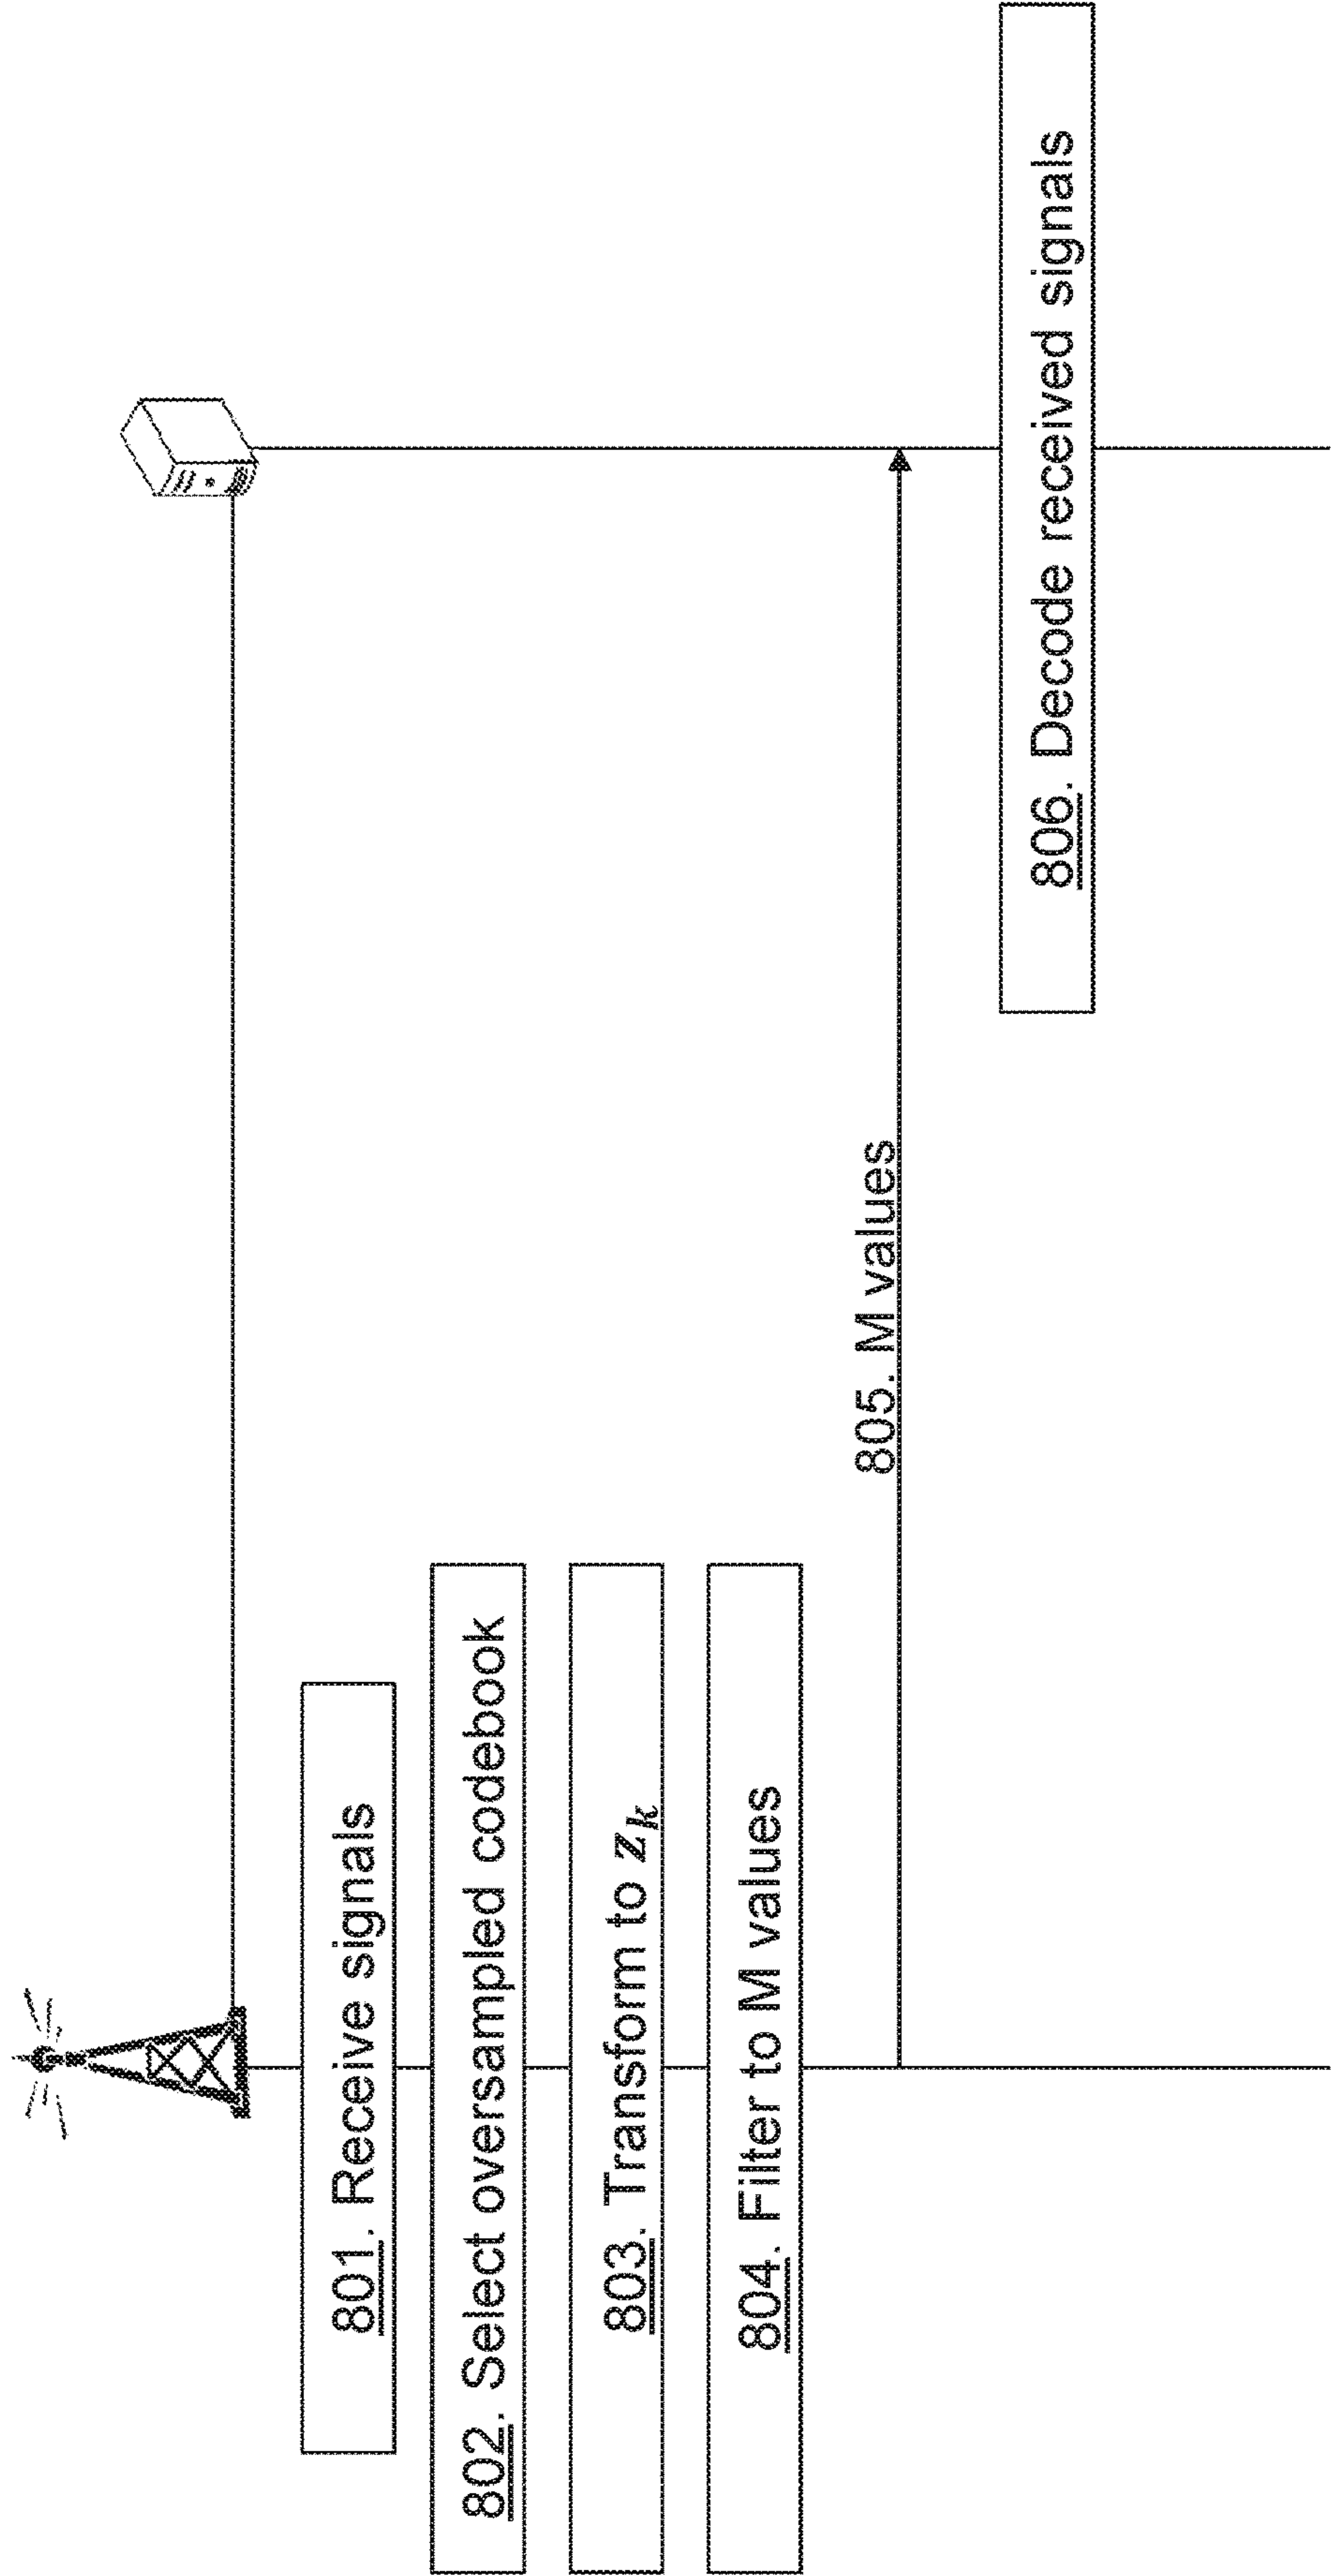 801. Receive signals
802. Select oversampled codebook
803. Transform to z_k
804. Filter to M values
805. M values
806. Decode received signals